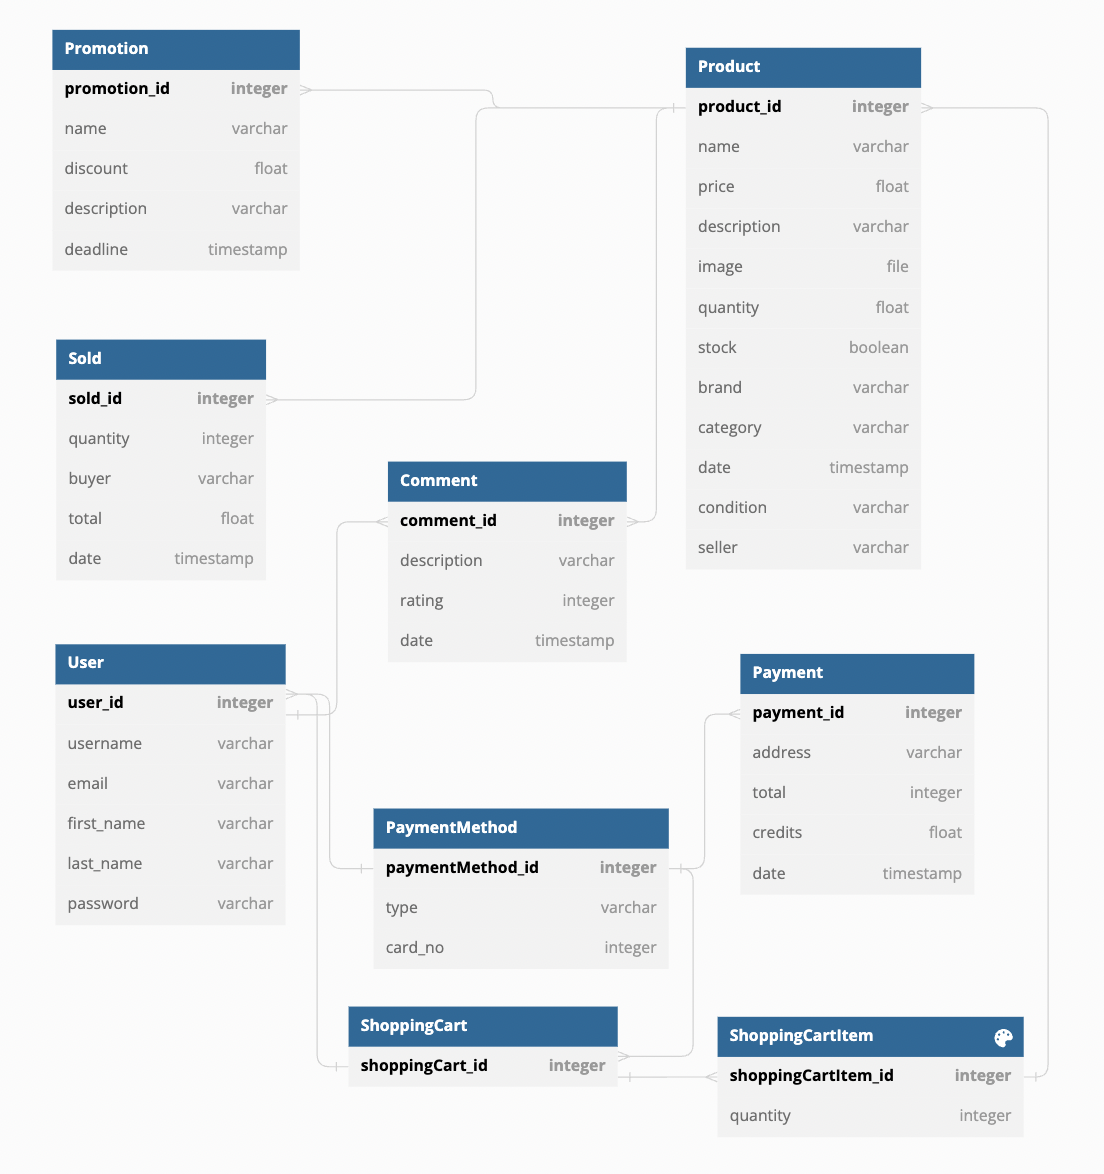 Promotion
promotion_id integer
name varchar
discount float
description varchar
deadline timestamp
Product
product_id integer
name varchar
price float
description varchar
image file
quantity float
stock boolean
brand varchar
category varchar
date timestamp
condition varchar
seller varchar
Sold
sold_id integer
quantity integer
buyer varchar
total float
date timestamp
Comment
comment_id integer
description varchar
rating integer
date timestamp
User
user_id integer
username varchar
email varchar
first_name varchar
last_name varchar
password varchar
Payment
payment_id integer
address varchar
total integer
credits float
date timestamp
PaymentMethod
paymentMethod_id integer
type varchar
card_no integer
ShoppingCart
shoppingCart_id integer
ShoppingCartItem
shoppingCartItem_id integer
quantity integer